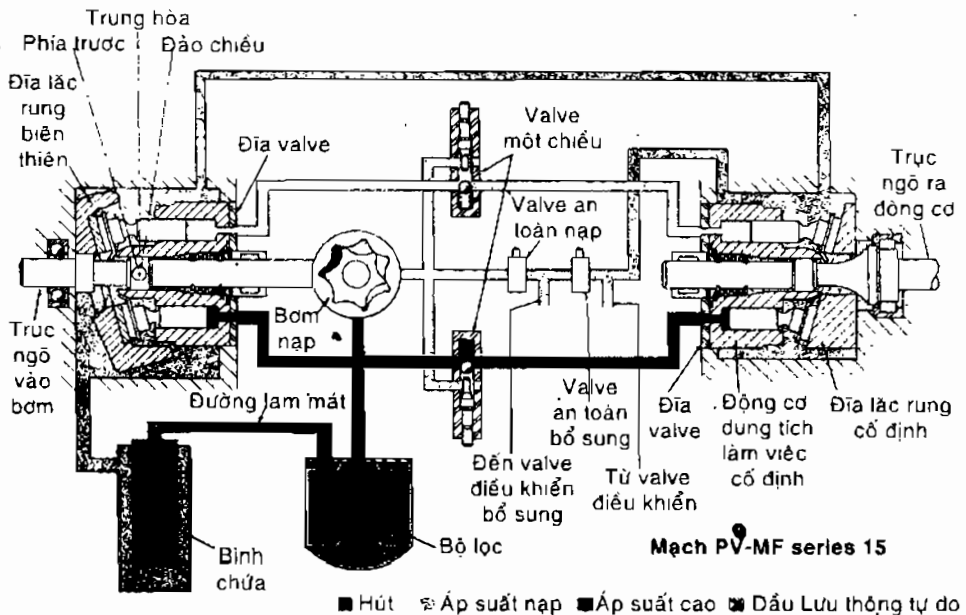 Trung hòa
Phía trước
Đảo chiều
Đĩa lắc
rung
biên
thiên
Đĩa valve
Valve
một chiều
Valve an
toàn nạp
Trục
ngõ ra
động cơ
Trục
ngõ
vào
bơm
Bơm
nạp
Đường lam mát
Valve
an toàn
bổ sung
Đĩa
valve
Động cơ
dung tích
làm việc
cố định
Đĩa lắc rung
cố định
Đến valve
điều khiển
bổ sung
Từ valve
điều khiển
Bình
chứa
Bộ lọc
Mạch PV-MF series 15
Hút Áp suất nạp Áp suất cao Dầu Lưu thông tự do